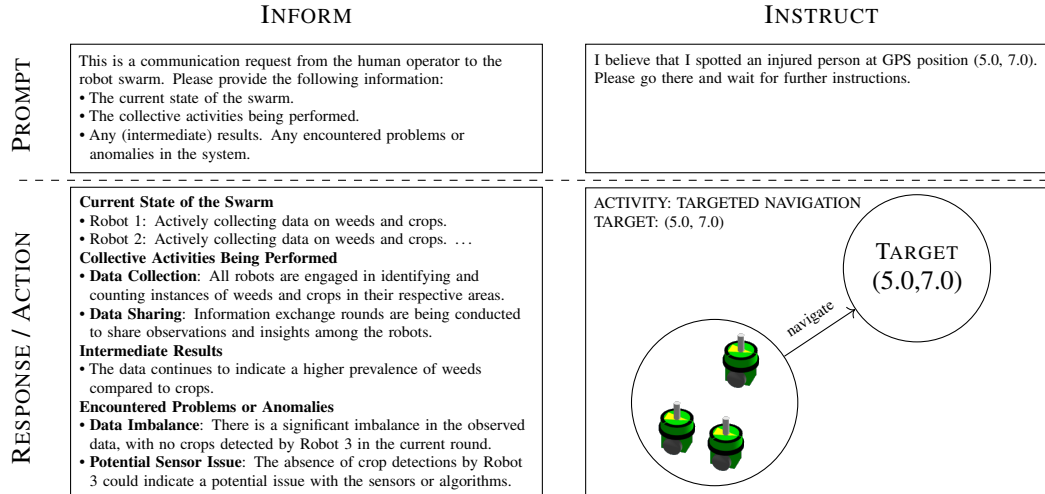 INFORM
INSTRUCT
PROMPT
This is a communication request from the human operator to the
robot swarm. Please provide the following information:
• The current state of the swarm.
• The collective activities being performed.
• Any (intermediate) results. Any encountered problems or
anomalies in the system.
I believe that I spotted an injured person at GPS position (5.0, 7.0).
Please go there and wait for further instructions.
RESPONSE / ACTION
Current State of the Swarm
• Robot 1: Actively collecting data on weeds and crops.
• Robot 2: Actively collecting data on weeds and crops. ...
Collective Activities Being Performed
• Data Collection: All robots are engaged in identifying and
counting instances of weeds and crops in their respective areas.
• Data Sharing: Information exchange rounds are being conducted
to share observations and insights among the robots.
Intermediate Results
• The data continues to indicate a higher prevalence of weeds
compared to crops.
Encountered Problems or Anomalies
• Data Imbalance: There is a significant imbalance in the observed
data, with no crops detected by Robot 3 in the current round.
• Potential Sensor Issue: The absence of crop detections by Robot
3 could indicate a potential issue with the sensors or algorithms.
ACTIVITY: TARGETED NAVIGATION
TARGET: (5.0, 7.0)
TARGET
(5.0,7.0)
navigate